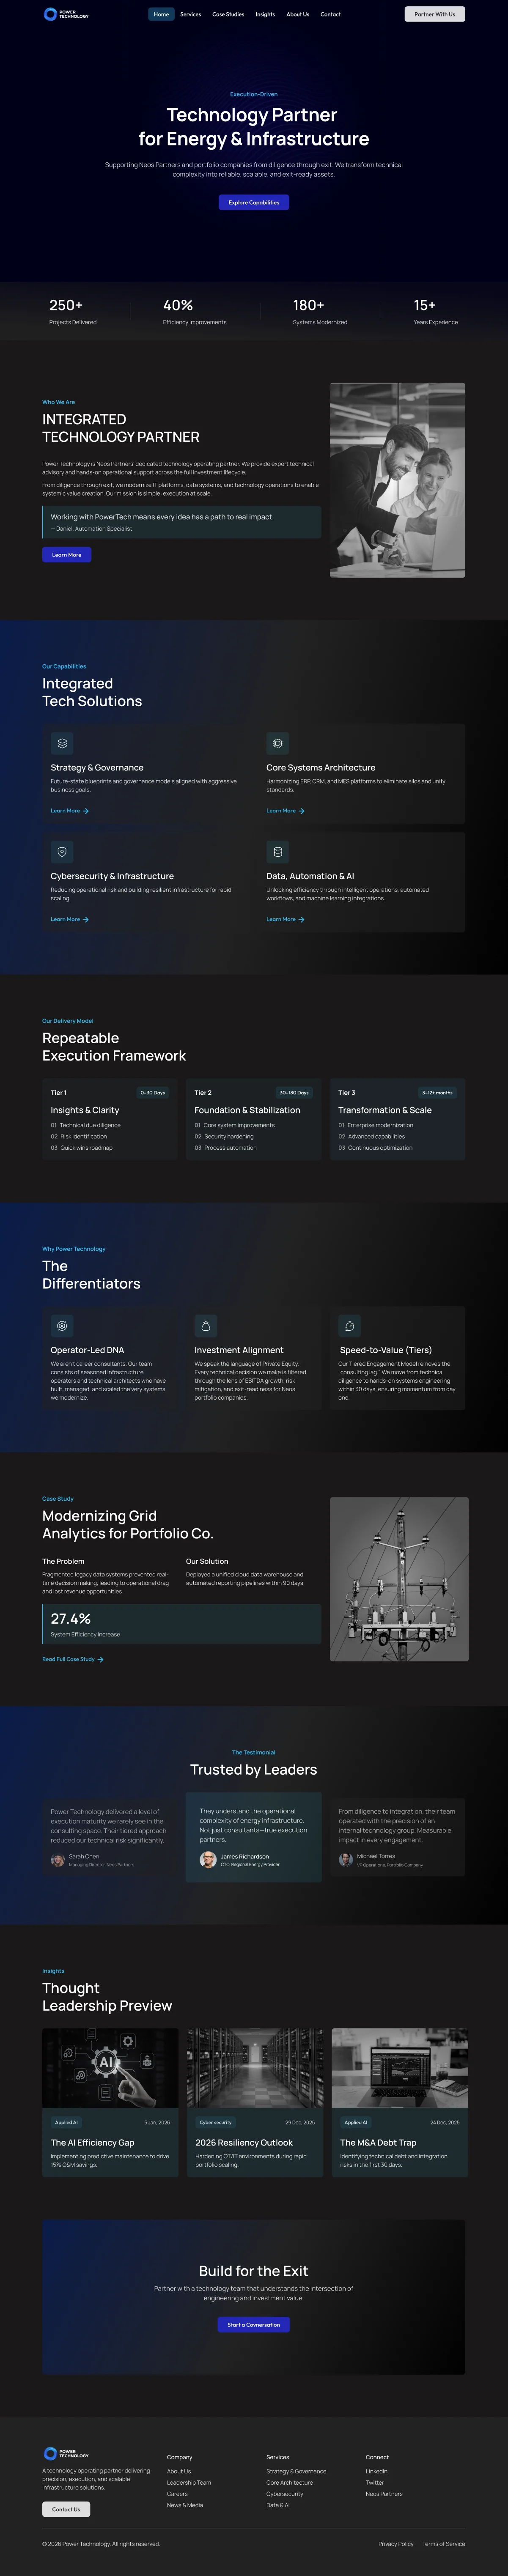 POWER
TECHNOLOGY
Home
Services
Case Studies
Insights
About Us
Contact
Partner With Us
Execution-Driven
Technology Partner
for Energy & Infrastructure
Supporting Neos Partners and portfolio companies from diligence through exit. We transform technical
complexity into reliable, scalable, and exit-ready assets.
Explore Capabilities
250+
Projects Delivered
40%
Efficiency Improvements
180+
Systems Modernized
15+
Years Experience
Who We Are
INTEGRATED
TECHNOLOGY PARTNER
Power Technology is Neos Partners' dedicated technology operating partner. We provide expert technical
advisory and hands-on operational support across the full investment lifecycle.
From diligence through exit, we modernize IT platforms, data systems, and technology operations to enable
systemic value creation. Our mission is simple: execution at scale.
Working with PowerTech means every idea has a path to real impact.
— Daniel, Automation Specialist
Learn More
Our Capabilities
Integrated
Tech Solutions
Strategy & Governance
Future-state blueprints and governance models aligned with aggressive
business goals.
Learn More
Core Systems Architecture
Harmonizing ERP, CRM, and MES platforms to eliminate silos and unify
standards.
Learn More
Cybersecurity & Infrastructure
Reducing operational risk and building resilient infrastructure for rapid
scaling.
Learn More
Data, Automation & AI
Unlocking efficiency through intelligent operations, automated
workflows, and machine learning integrations.
Learn More
Our Delivery Model
Repeatable
Execution Framework
Tier 1
0-30 Days
Insights & Clarity
01 Technical due diligence
02 Risk identification
03 Quick wins roadmap
Tier 2
30-180 Days
Foundation & Stabilization
01 Core system improvements
02 Security hardening
03 Process automation
Tier 3
3-12+ months
Transformation & Scale
01 Enterprise modernization
02 Advanced capabilities
03 Continuous optimization
Why Power Technology
The
Differentiators
Operator-Led DNA
We aren't career consultants. Our team
consists of seasoned infrastructure
operators and technical architects who have
built, managed, and scaled the very systems
we modernize.
Investment Alignment
We speak the language of Private Equity.
Every technical decision we make is filtered
through the lens of EBITDA growth, risk
mitigation, and exit-readiness for Neos
portfolio companies.
Speed-to-Value (Tiers)
Our Tiered Engagement Model removes the
"consulting lag." We move from technical
diligence to hands-on systems engineering
within 30 days, ensuring momentum from day
one.
Case Study
Modernizing Grid
Analytics for Portfolio Co.
The Problem
Fragmented legacy data systems prevented real-
time decision making, leading to operational drag
and lost revenue opportunities.
Our Solution
Deployed a unified cloud data warehouse and
automated reporting pipelines within 90 days.
27.4%
System Efficiency Increase
Read Full Case Study
The Testimonial
Trusted by Leaders
Power Technology delivered a level of
execution maturity we rarely see in the
consulting space. Their tiered approach
reduced our technical risk significantly.
Sarah Chen
Managing Director, Neos Partners
They understand the operational
complexity of energy infrastructure.
Not just consultants—true execution
partners.
James Richardson
CTO, Regional Energy Provider
From diligence to integration, their team
operated with the precision of an
internal technology group. Measurable
impact in every engagement.
Michael Torres
VP Operations, Portfolio Company
Insights
Thought
Leadership Preview
AI
Applied AI
5 Jan, 2026
The AI Efficiency Gap
Implementing predictive maintenance to drive
15% O&M savings.
Cyber security
29 Dec, 2025
2026 Resiliency Outlook
Hardening OT/IT environments during rapid
portfolio scaling.
Applied AI
24 Dec, 2025
The M&A Debt Trap
Identifying technical debt and integration
risks in the first 30 days.
Build for the Exit
Partner with a technology team that understands the intersection of
engineering and investment value.
Start a Covnersation
POWER
TECHNOLOGY
A technology operating partner delivering
precision, execution, and scalable
infrastructure solutions.
Contact Us
Company
About Us
Leadership Team
Careers
News & Media
Services
Strategy & Governance
Core Architecture
Cybersecurity
Data & AI
Connect
LinkedIn
Twitter
Neos Partners
© 2026 Power Technology. All rights reserved.
Privacy Policy
Terms of Service